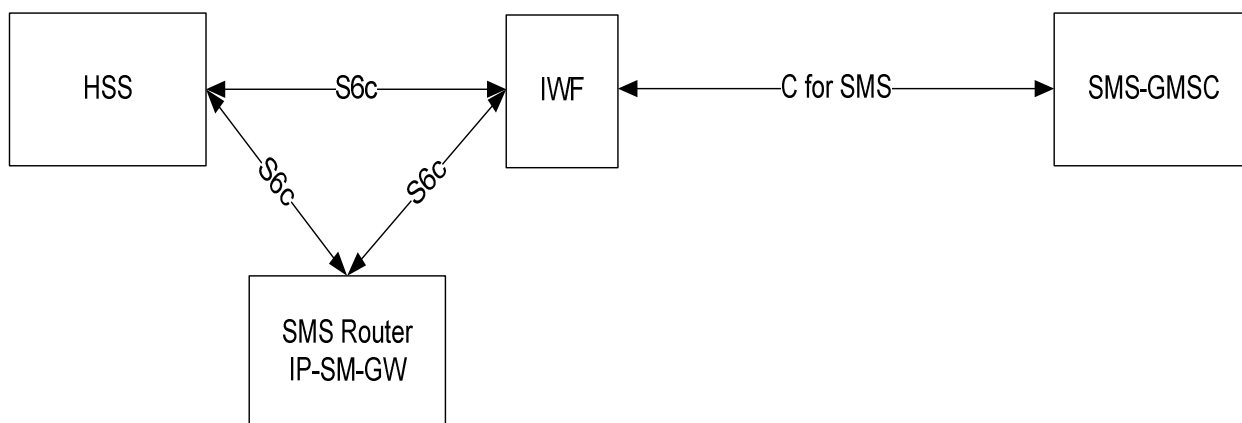 HSS
S6c
IWF
C for SMS
SMS-GMSC
S6c
S6c
SMS Router
IP-SM-GW